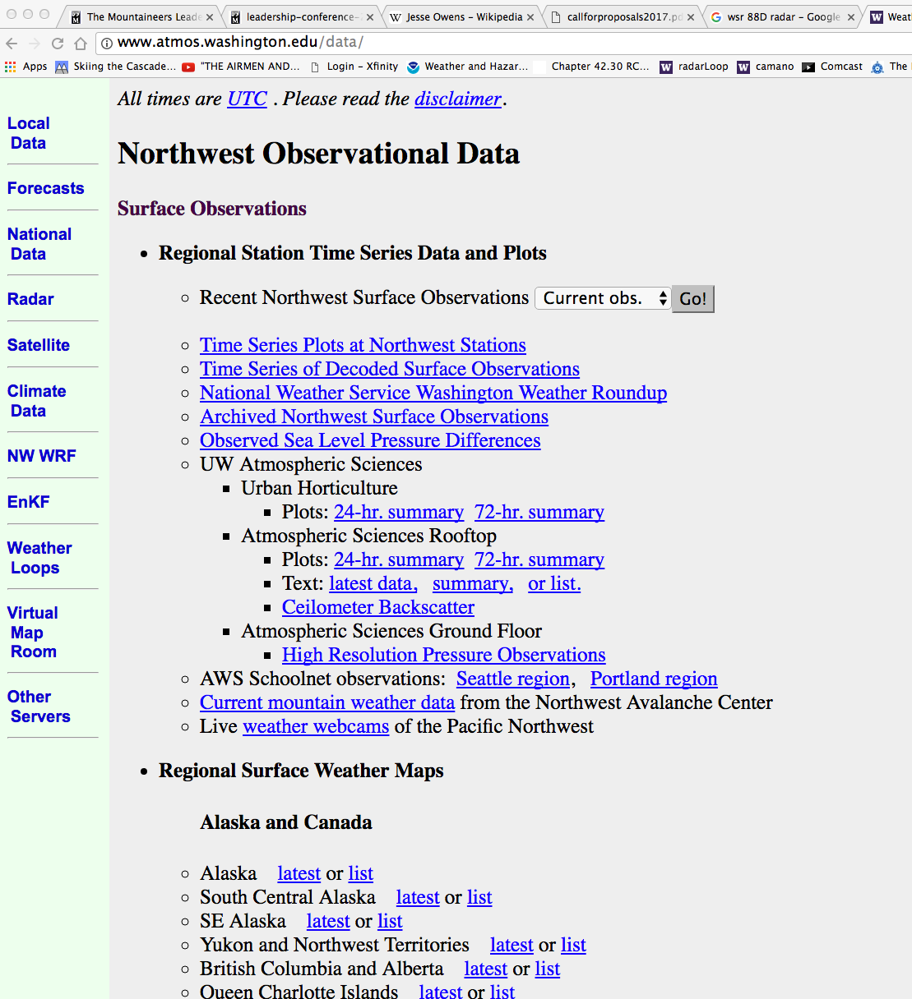 The Mountaineers Leade
leadership-conference-
Jesse Owens – Wikipedia
callforproposals2017.pd
wsr 88D radar – Google
Weat
www.atmos.washington.edu/data/
Apps
Skiing the Cascade...
"THE AIRMEN AND...
Login – Xfinity
Weather and Hazar...
Chapter 42.30 RC...
radarLoop
camano
Comcast
The
Local
Data
Forecasts
National
Data
Radar
Satellite
Climate
Data
NW WRF
EnKF
Weather
Loops
Virtual
Map
Room
Other
Servers
All times are UTC . Please read the disclaimer.
Northwest Observational Data
Surface Observations
Regional Station Time Series Data and Plots
Recent Northwest Surface Observations Current obs. Go!
Time Series Plots at Northwest Stations
Time Series of Decoded Surface Observations
National Weather Service Washington Weather Roundup
Archived Northwest Surface Observations
Observed Sea Level Pressure Differences
UW Atmospheric Sciences
Urban Horticulture
Plots: 24-hr. summary 72-hr. summary
Atmospheric Sciences Rooftop
Plots: 24-hr. summary 72-hr. summary
Text: latest data, summary, or list.
Ceilometer Backscatter
Atmospheric Sciences Ground Floor
High Resolution Pressure Observations
AWS Schoolnet observations: Seattle region, Portland region
Current mountain weather data from the Northwest Avalanche Center
Live weather webcams of the Pacific Northwest
Regional Surface Weather Maps
Alaska and Canada
Alaska latest or list
South Central Alaska latest or list
SE Alaska latest or list
Yukon and Northwest Territories latest or list
British Columbia and Alberta latest or list
Queen Charlotte Islands latest or list